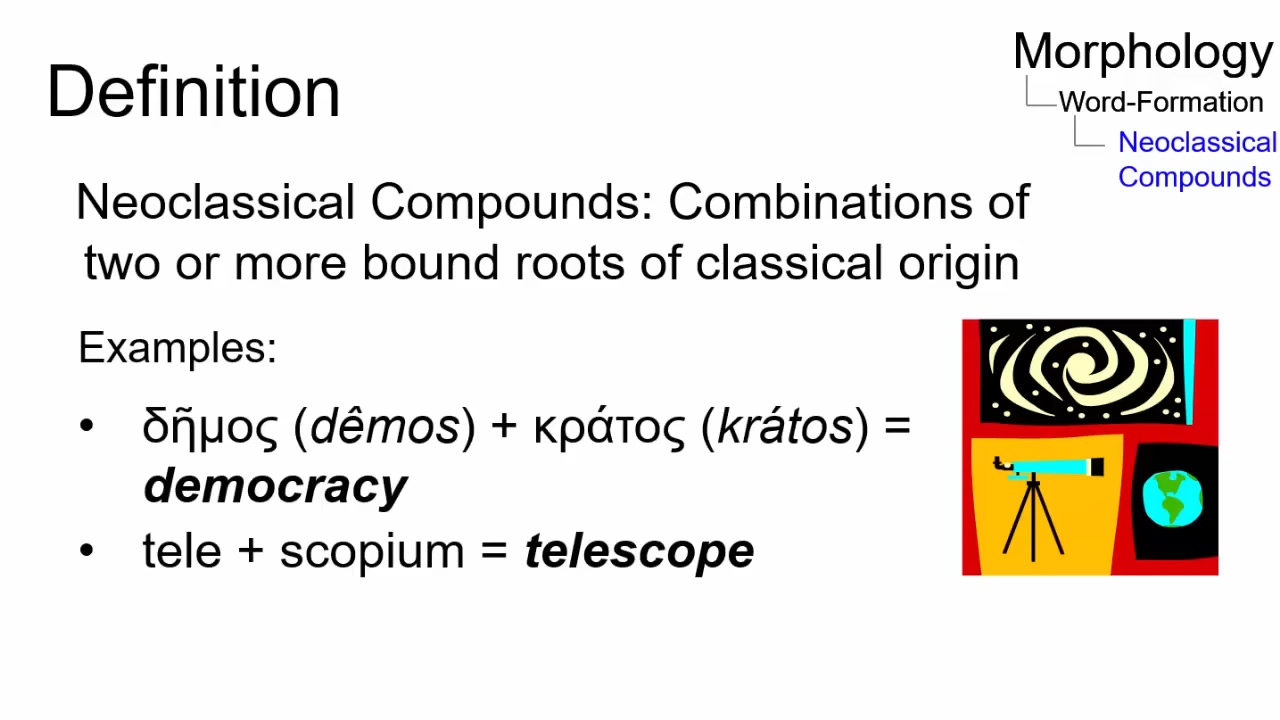 Definition
Morphology
Word-Formation
Neoclassical
Compounds
Neoclassical Compounds: Combinations of
two or more bound roots of classical origin
Examples:
• δῆμος (dêmos) + κράτος (krátos) =
democracy
• tele + scopium = telescope